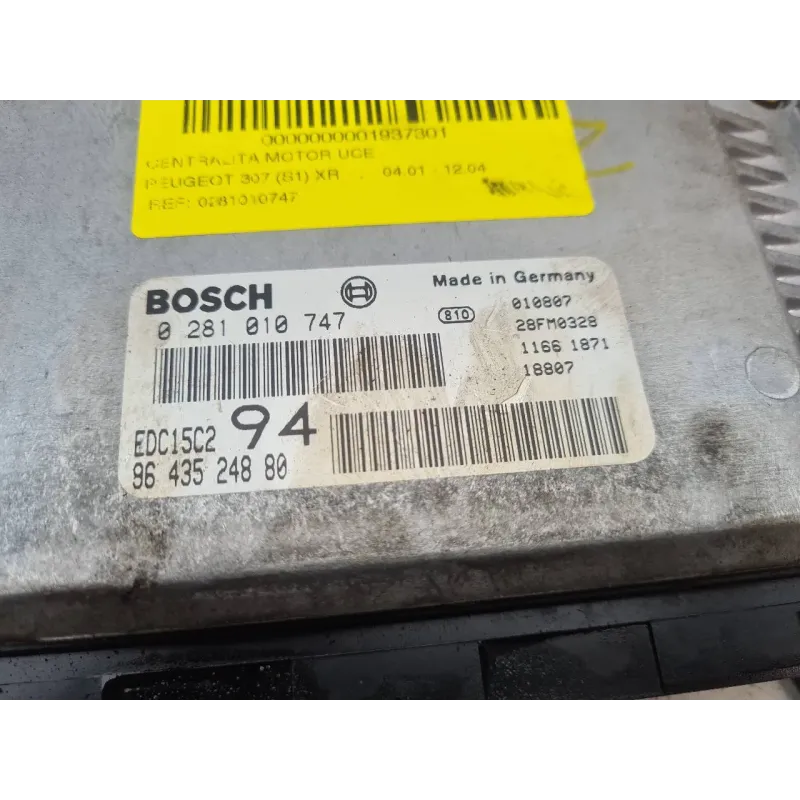 0000000001937301
CENTRALITA MOTOR UCE
PEUGEOT 307 (S1) XR . 04.01 - 12.04
REF: 0281010747
BOSCH
Made in Germany
0 281 010 747
810
010807
28FM0328
1166 1871
18807
EDC15C2
94
96 435 248 80